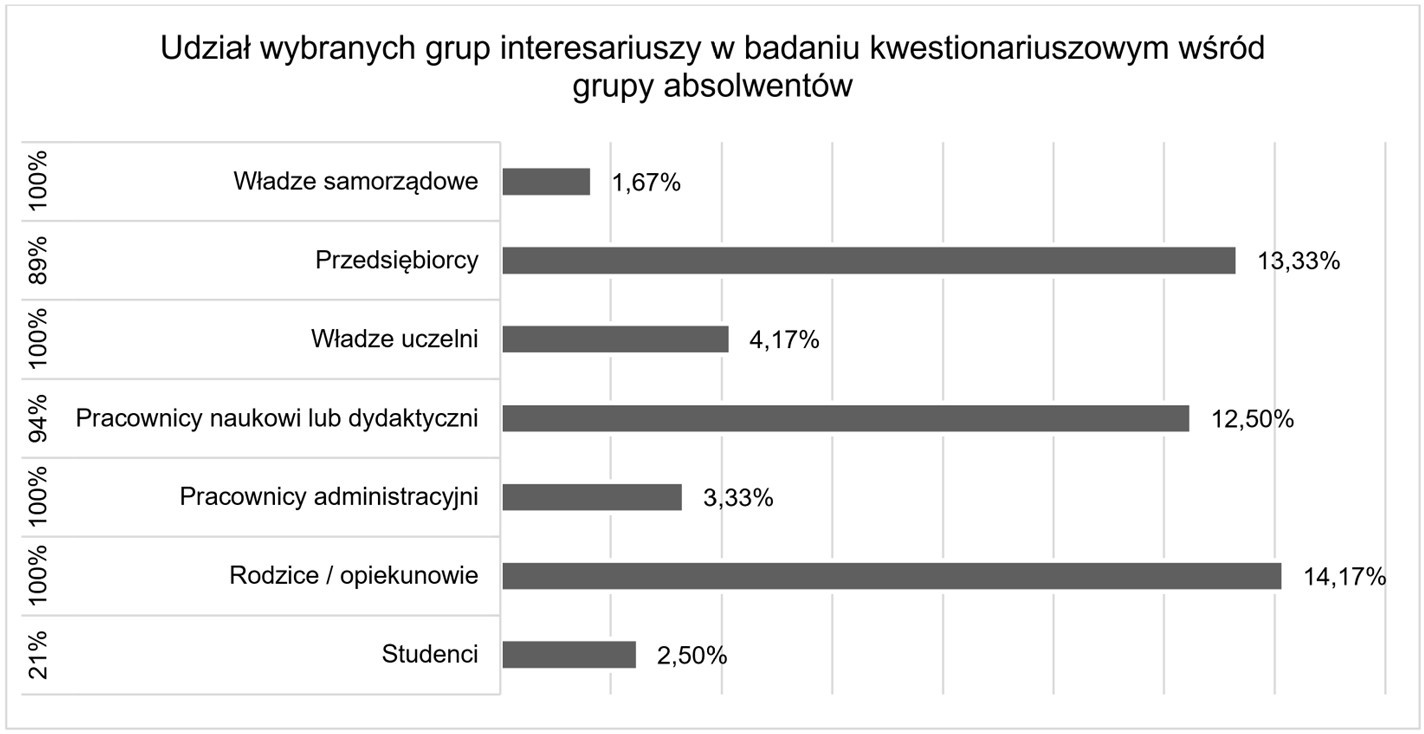 Udział wybranych grup interesariuszy w badaniu kwestionariuszowym wśród
grupy absolwentów
100% Władze samorządowe 1,67%
89% Przedsiębiorcy 13,33%
100% Władze uczelni 4,17%
94% Pracownicy naukowi lub dydaktyczni 12,50%
100% Pracownicy administracyjni 3,33%
100% Rodzice / opiekunowie 14,17%
21% Studenci 2,50%